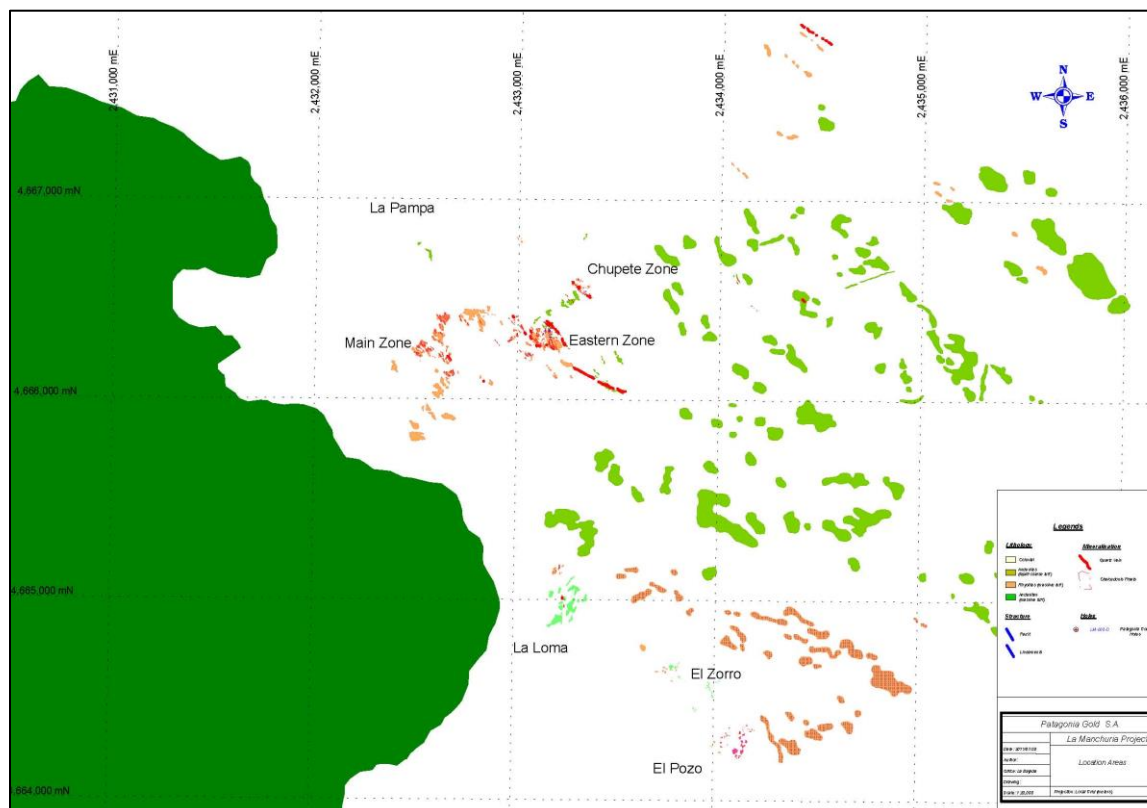 2,431,000 mE
2,432,000 mE
2,433,000 mE
2,434,000 mE
2,435,000 mE
2,436,000 mE
N
W E
S
4,667,000 mN
La Pampa
Chupete Zone
Main Zone
Eastern Zone
4,666,000 mN
Legends
Lithology
Mineralisation
4,665,000 mN
Structure
Holes
Fault
Lineament
La Loma
El Zorro
Patagonia Gold S.A.
La Manchuria Project
Location Areas
El Pozo
4,664,000 mN